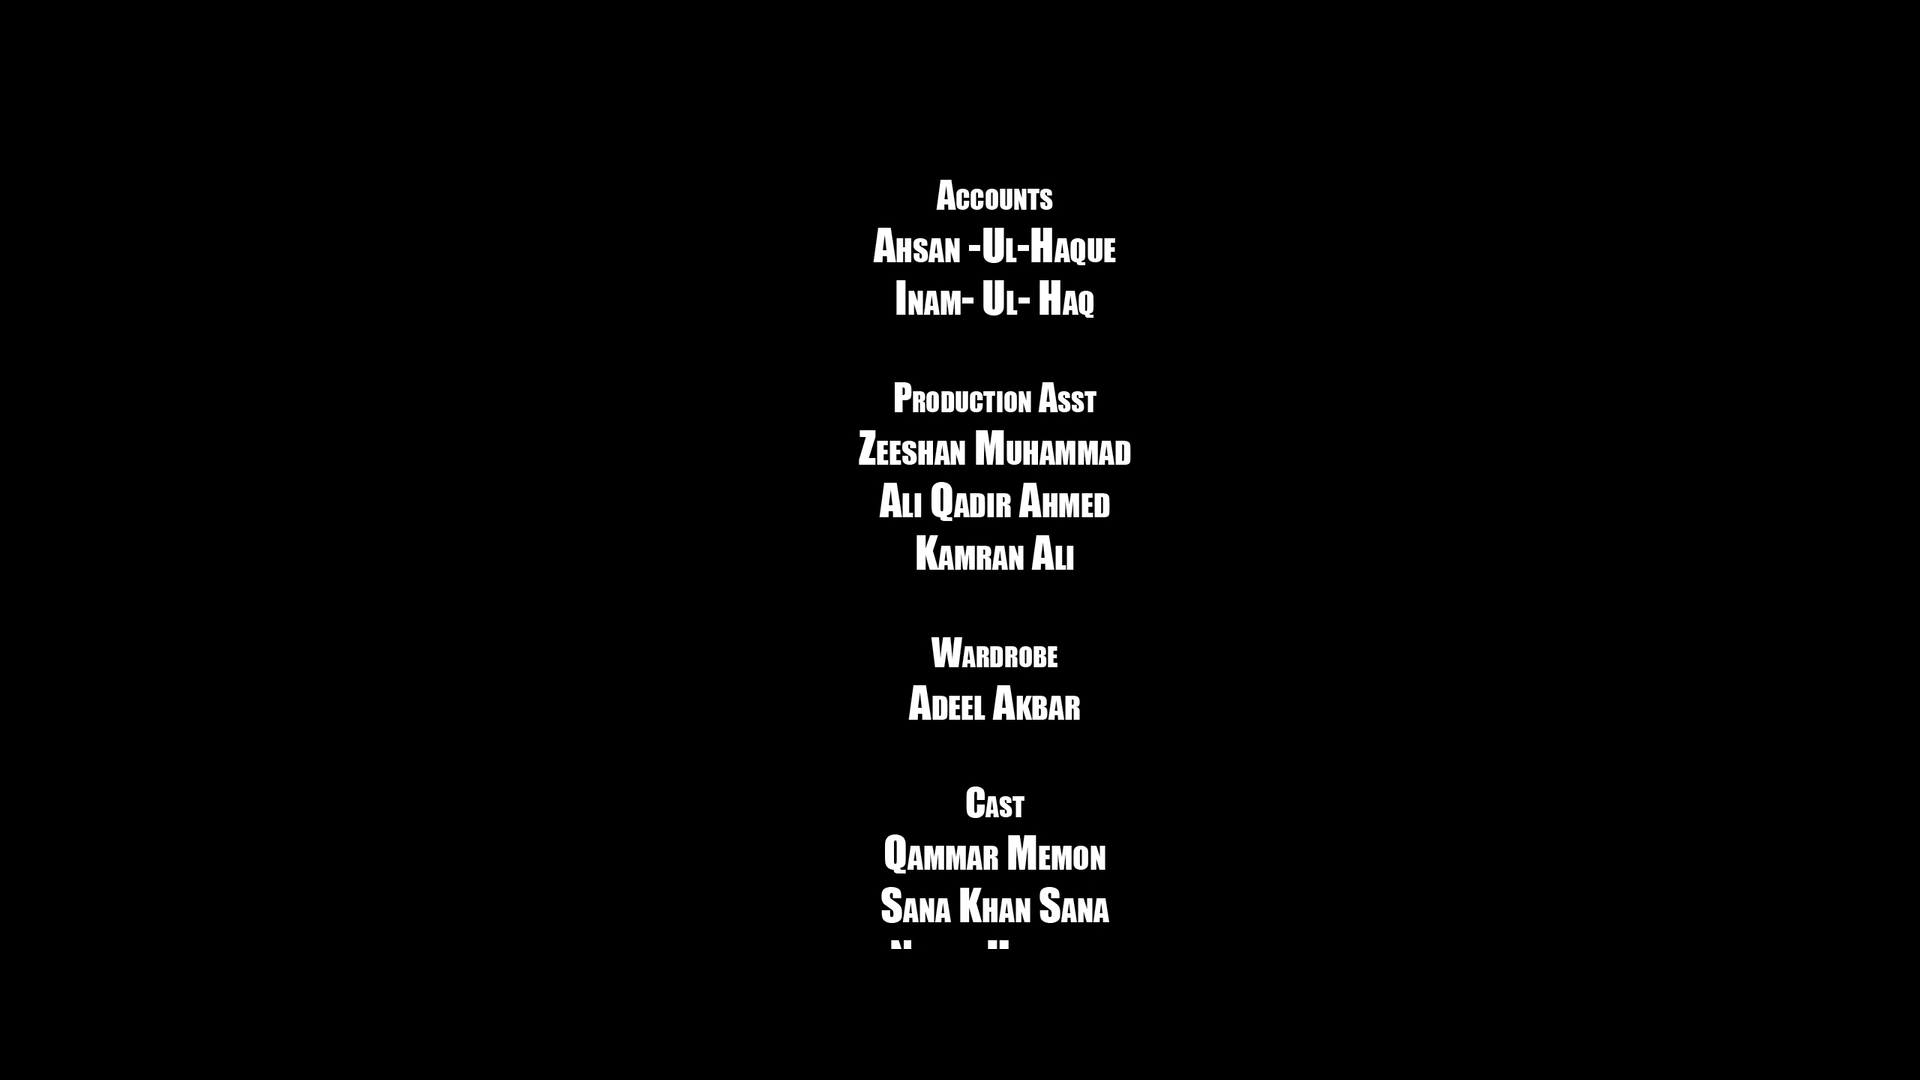 Accounts
Ahsan -Ul-Haque
Inam- Ul- Haq
Production Asst
Zeeshan Muhammad
Ali Qadir Ahmed
Kamran Ali
Wardrobe
Adeel Akbar
Cast
Qammar Memon
Sana Khan Sana